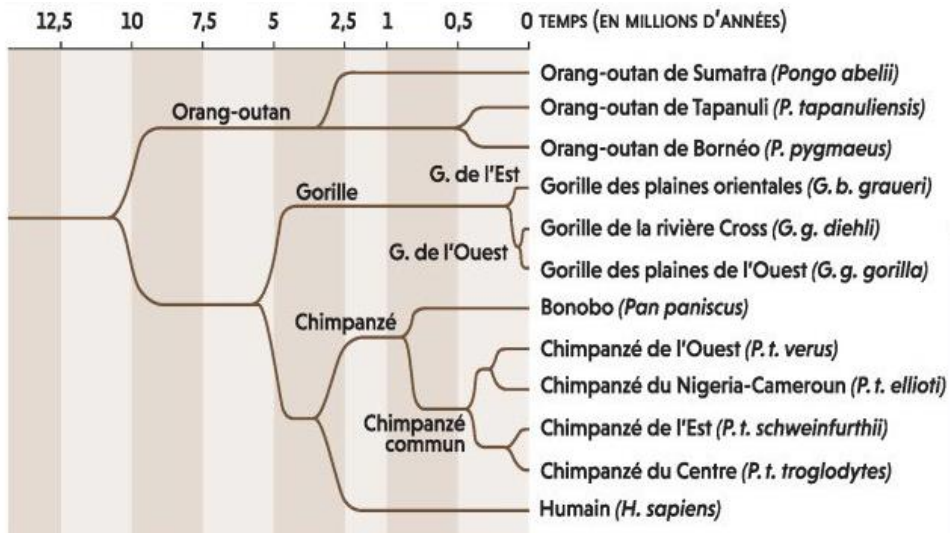 12,5 10 7,5 5 2,5 1 0,5 0 TEMPS (EN MILLIONS D'ANNÉES)
Orang-outan de Sumatra (Pongo abelii)
Orang-outan
Orang-outan de Tapanuli (P. tapanuliensis)
Orang-outan de Bornéo (P. pygmaeus)
G. de l'Est
Gorille
Gorille des plaines orientales (G. b. graueri)
Gorille de la rivière Cross (G. g. diehli)
G. de l'Ouest
Gorille des plaines de l'Ouest (G. g. gorilla)
Bonobo (Pan paniscus)
Chimpanzé
Chimpanzé de l'Ouest (P. t. verus)
Chimpanzé du Nigeria-Cameroun (P. t. ellioti)
Chimpanzé
commun
Chimpanzé de l'Est (P. t. schweinfurthii)
Chimpanzé du Centre (P. t. troglodytes)
Humain (H. sapiens)